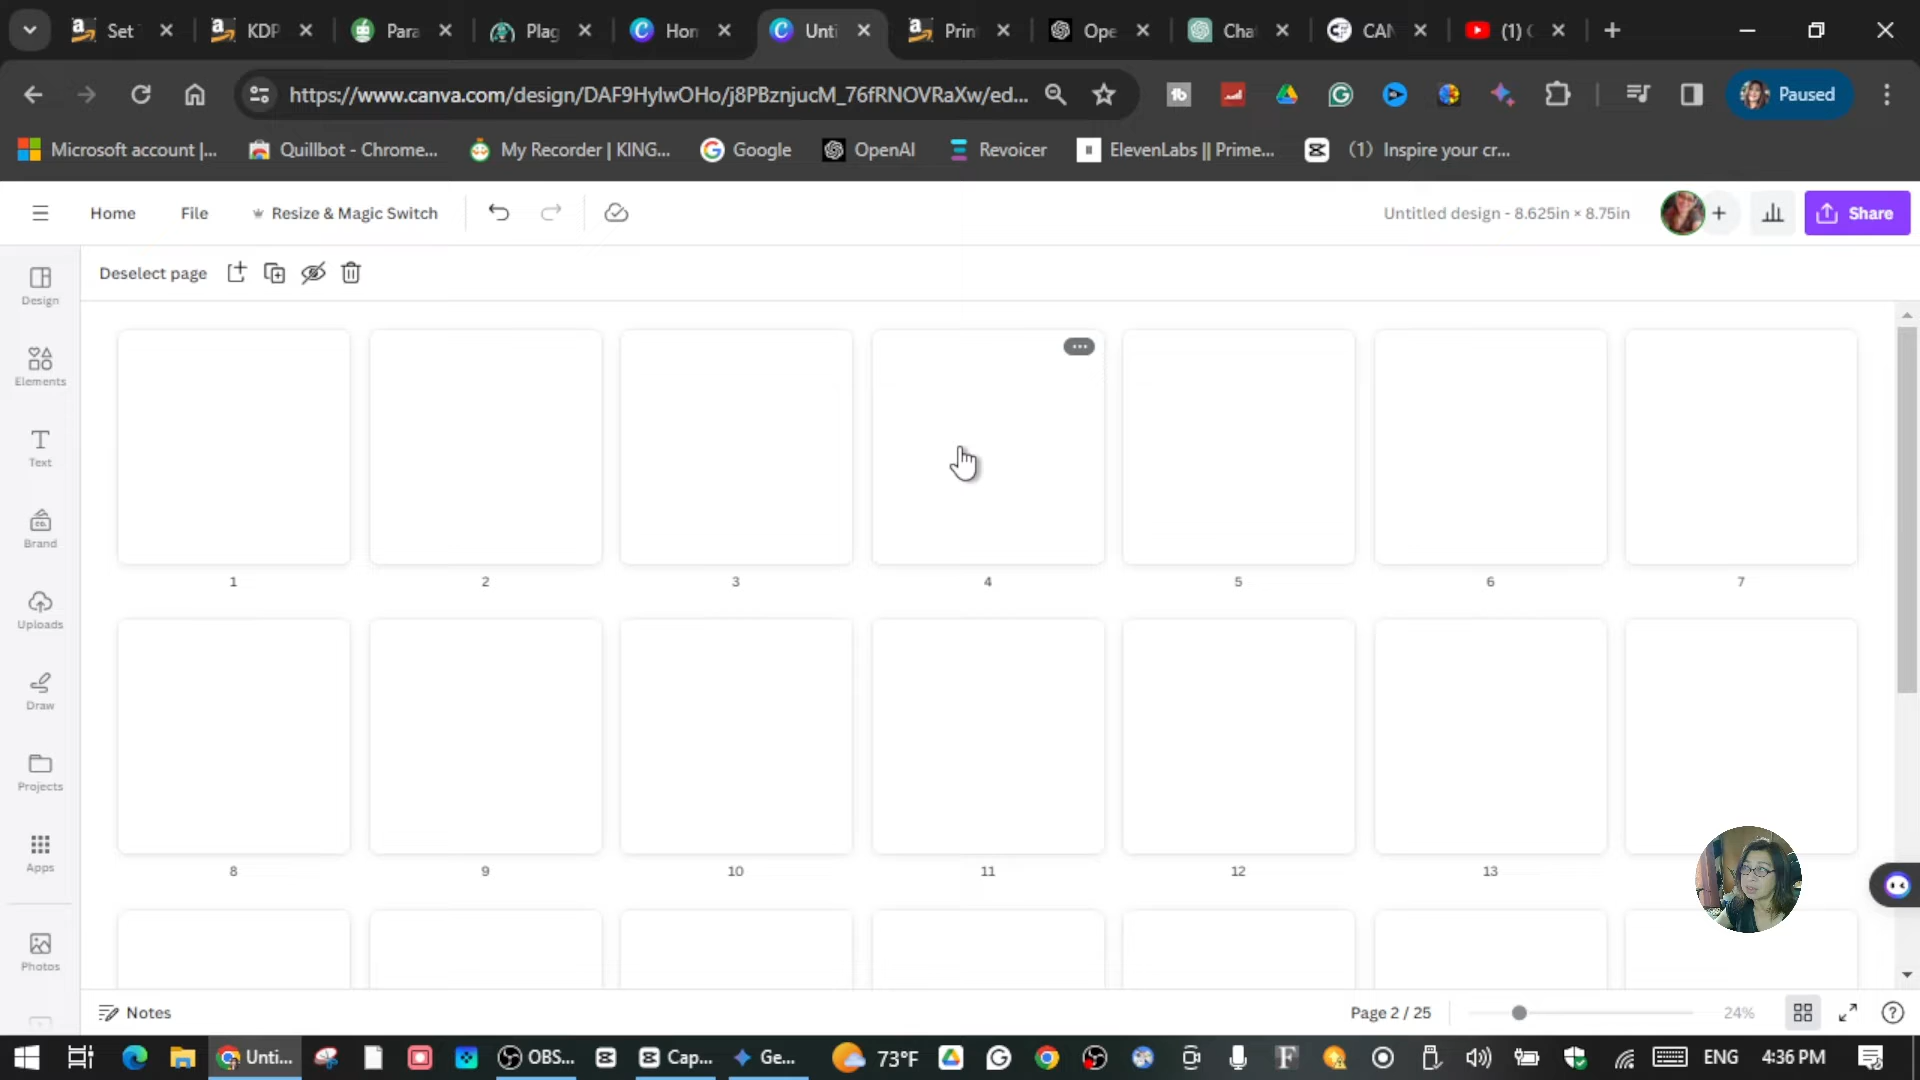 Set
KDP
Para
Plag
Hom
Unti
Prin
Ope
Cha
CAN
(1)
https://www.canva.com/design/DAF9HylwOHo/j8PBznjucM_76fRNOVRaXw/ed...
Paused
Microsoft account |...
Quillbot - Chrome...
My Recorder | KING...
Google
OpenAI
Revoicer
ElevenLabs || Prime...
(1) Inspire your cr...
Home
File
Resize & Magic Switch
Untitled design - 8.625in × 8.75in
Share
Deselect page
Design
Elements
Text
Brand
Uploads
Draw
Projects
Apps
Photos
1
2
3
4
5
6
7
8
9
10
11
12
13
Notes
Page 2 / 25
24%
Unti...
OBS...
Cap...
Ge...
73°F
ENG
4:36 PM